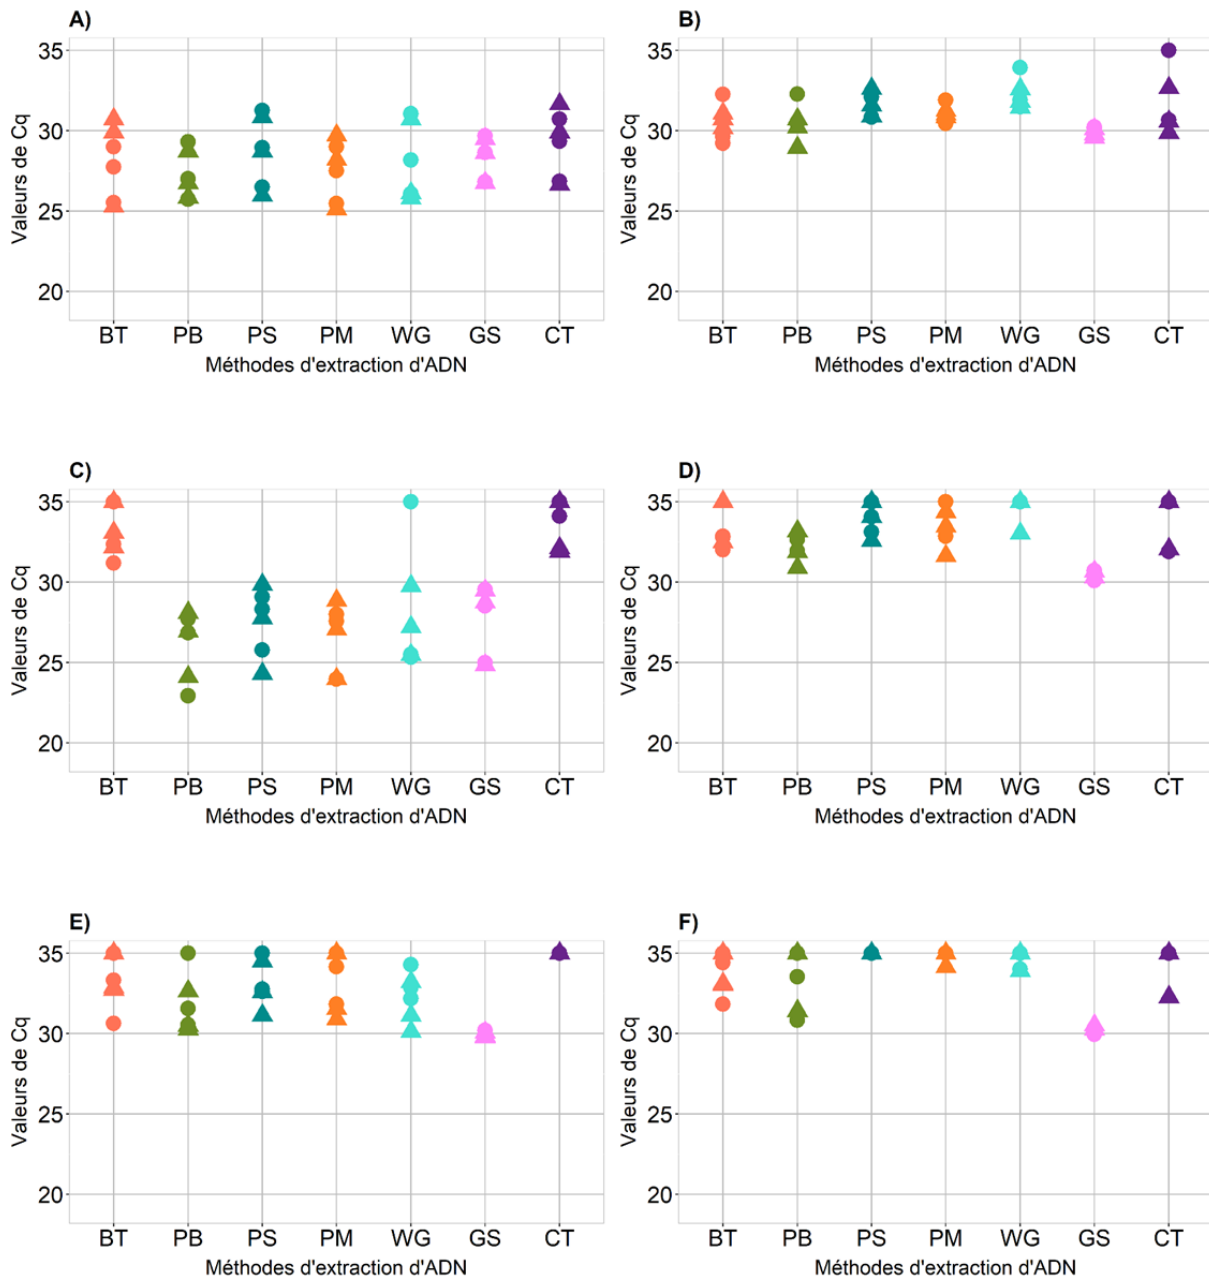 A)
35
30
25
20
Valeurs de Cq
BT PB PS PM WG GS CT
Méthodes d'extraction d'ADN
B)
35
30
25
20
Valeurs de Cq
BT PB PS PM WG GS CT
Méthodes d'extraction d'ADN
C)
35
30
25
20
Valeurs de Cq
BT PB PS PM WG GS CT
Méthodes d'extraction d'ADN
D)
35
30
25
20
Valeurs de Cq
BT PB PS PM WG GS CT
Méthodes d'extraction d'ADN
E)
35
30
25
20
Valeurs de Cq
BT PB PS PM WG GS CT
Méthodes d'extraction d'ADN
F)
35
30
25
20
Valeurs de Cq
BT PB PS PM WG GS CT
Méthodes d'extraction d'ADN